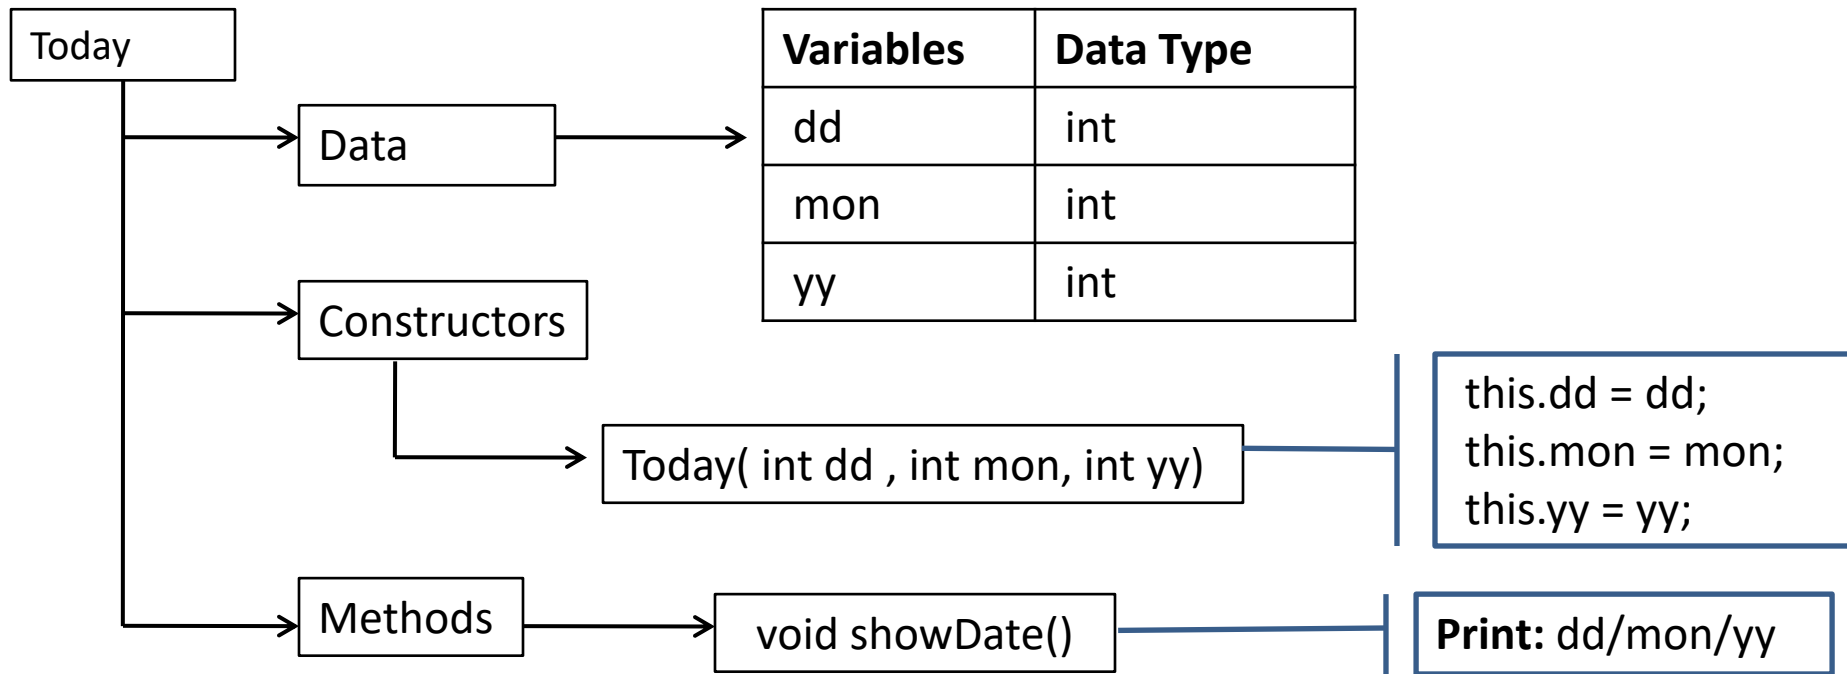 Today
Variables Data Type
Data
dd int
mon int
yy int
Constructors
Today( int dd , int mon, int yy)
this.dd = dd;
this.mon = mon;
this.yy = yy;
Methods
void showDate()
Print: dd/mon/yy